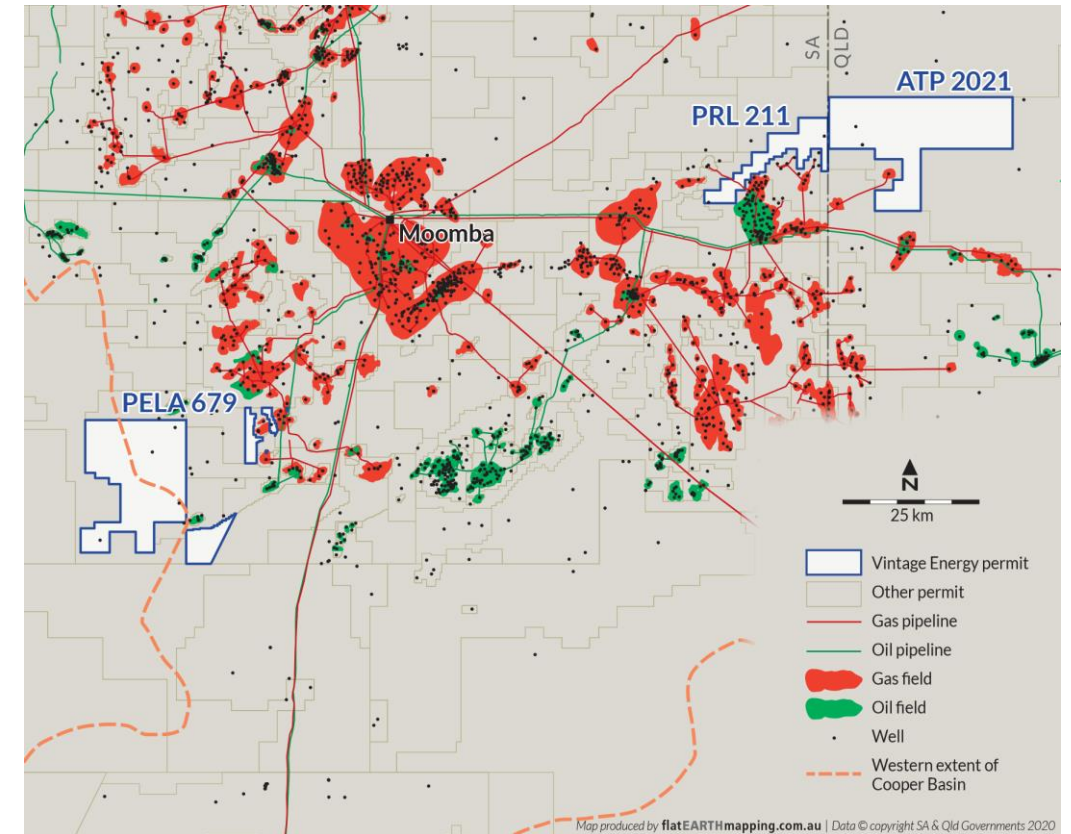 SA
QLD
ATP 2021
PRL 211
Moomba
PELA 679
N
25 km
Vintage Energy permit
Other permit
Gas pipeline
Oil pipeline
Gas field
Oil field
Well
Western extent of
Cooper Basin
Map produced by flatEARTHmapping.com.au | Data © copyright SA & Qld Governments 2020